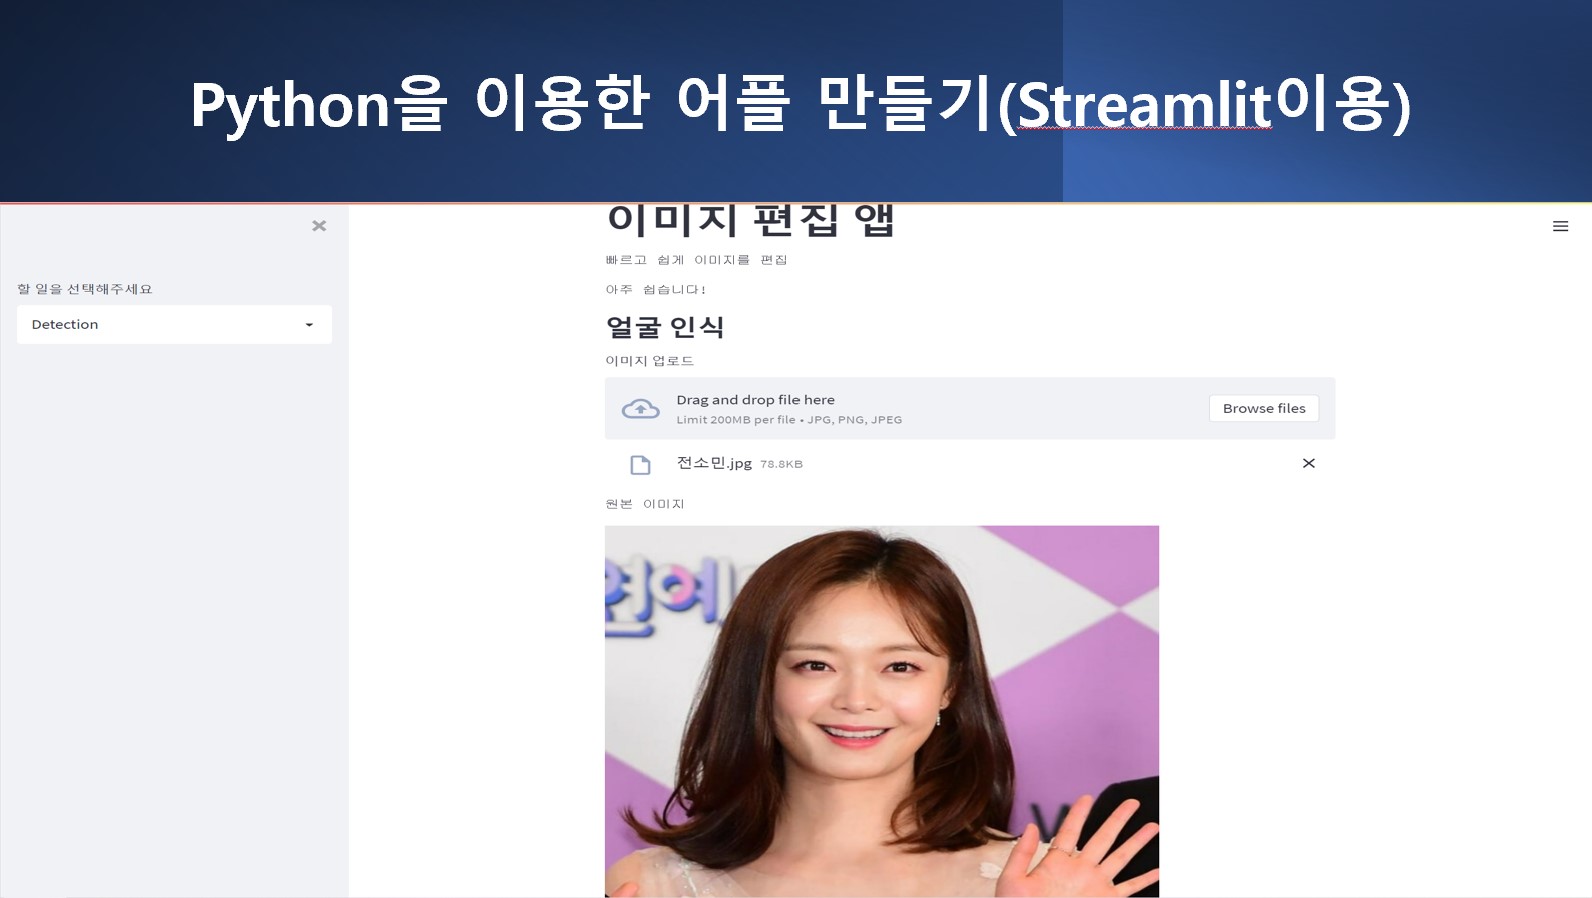 Python을 이용한 어플 만들기(Streamlit이용)
할 일을 선택해주세요
Detection
이미지 편집 앱
빠르고 쉽게 이미지를 편집
아주 쉽습니다!
얼굴 인식
이미지 업로드
Drag and drop file here
Limit 200MB per file • JPG, PNG, JPEG
Browse files
전소민.jpg 78.8KB
원본 이미지
연예